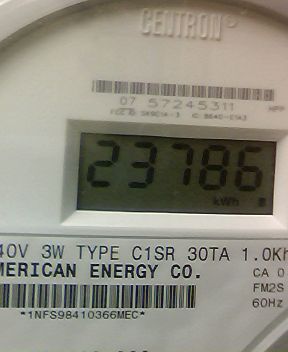 CENTRON
07 57245311
23786
kWh
40V 3W TYPE C1SR 30TA 1.0Kh
MERICAN ENERGY CO.
CA 0
FM2S
60Hz
*1NFS98410366MEC*